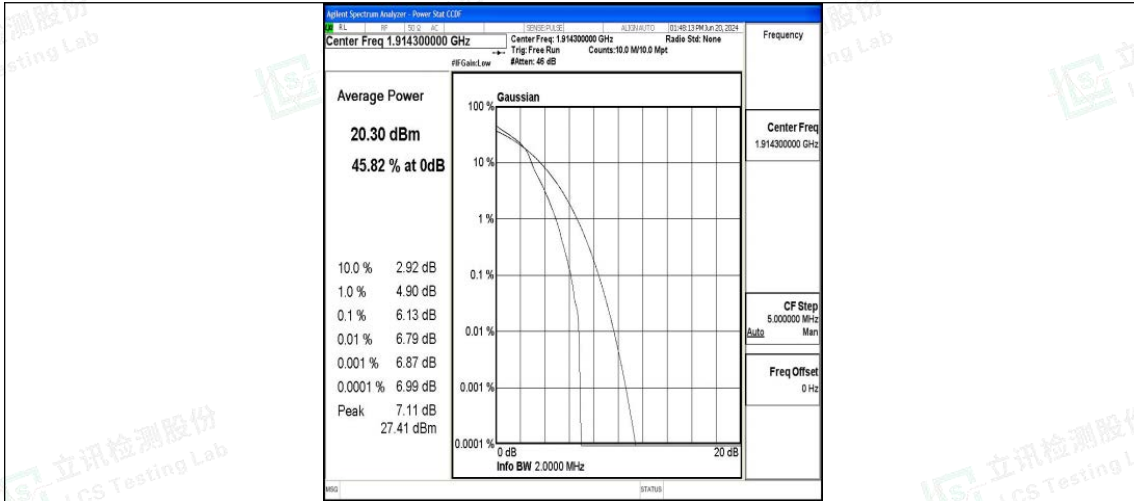 Agilent Spectrum Analyzer - Power Stat CCDF
RL RF 50 Ω AC SENSE:PULSE ALIGN AUTO 01:48:13 PM Jun 20, 2024
Center Freq 1.914300000 GHz
Center Freq: 1.914300000 GHz Radio Std: None
Trig: Free Run Counts:10.0 M/10.0 Mpt
#IFGain:Low #Atten: 46 dB
Frequency
Average Power
20.30 dBm
45.82 % at 0dB
10.0 % 2.92 dB
1.0 % 4.90 dB
0.1 % 6.13 dB
0.01 % 6.79 dB
0.001 % 6.87 dB
0.0001 % 6.99 dB
Peak 7.11 dB
27.41 dBm
Gaussian
100 %
10 %
1 %
0.1 %
0.01 %
0.001 %
0.0001 %
0 dB 20 dB
Info BW 2.0000 MHz
Center Freq
1.914300000 GHz
CF Step
5.000000 MHz
Auto Man
Freq Offset
0 Hz
MSG STATUS
立讯检测股份
LCS Testing Lab
立讯检测股份
LCS Testing L